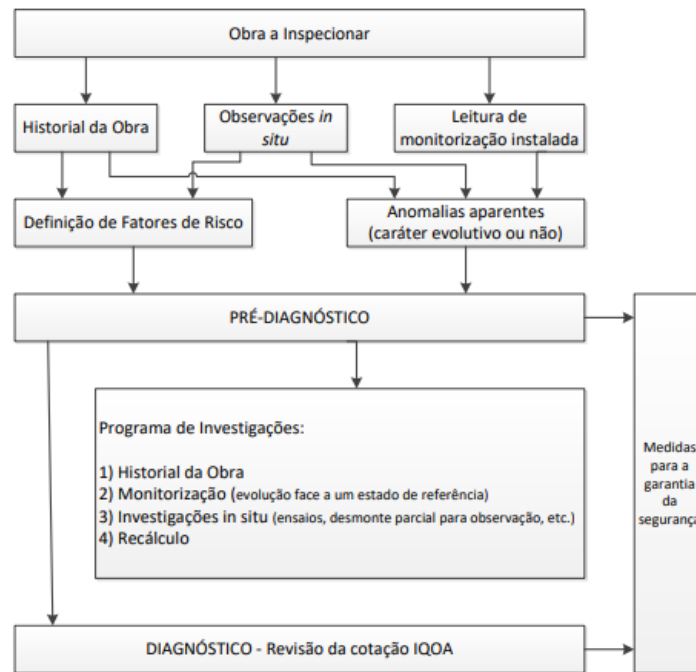 Obra a Inspecionar
Historial da Obra
Observações in
situ
Leitura de
monitorização instalada
Definição de Fatores de Risco
Anomalias aparentes
(caráter evolutivo ou não)
PRÉ-DIAGNÓSTICO
Programa de Investigações:
1) Historial da Obra
2) Monitorização (evolução face a um estado de referência)
3) Investigações in situ (ensaios, desmonte parcial para observação, etc.)
4) Recálculo
Medidas
para a
garantia
da
segurança
DIAGNÓSTICO - Revisão da cotação IQOA